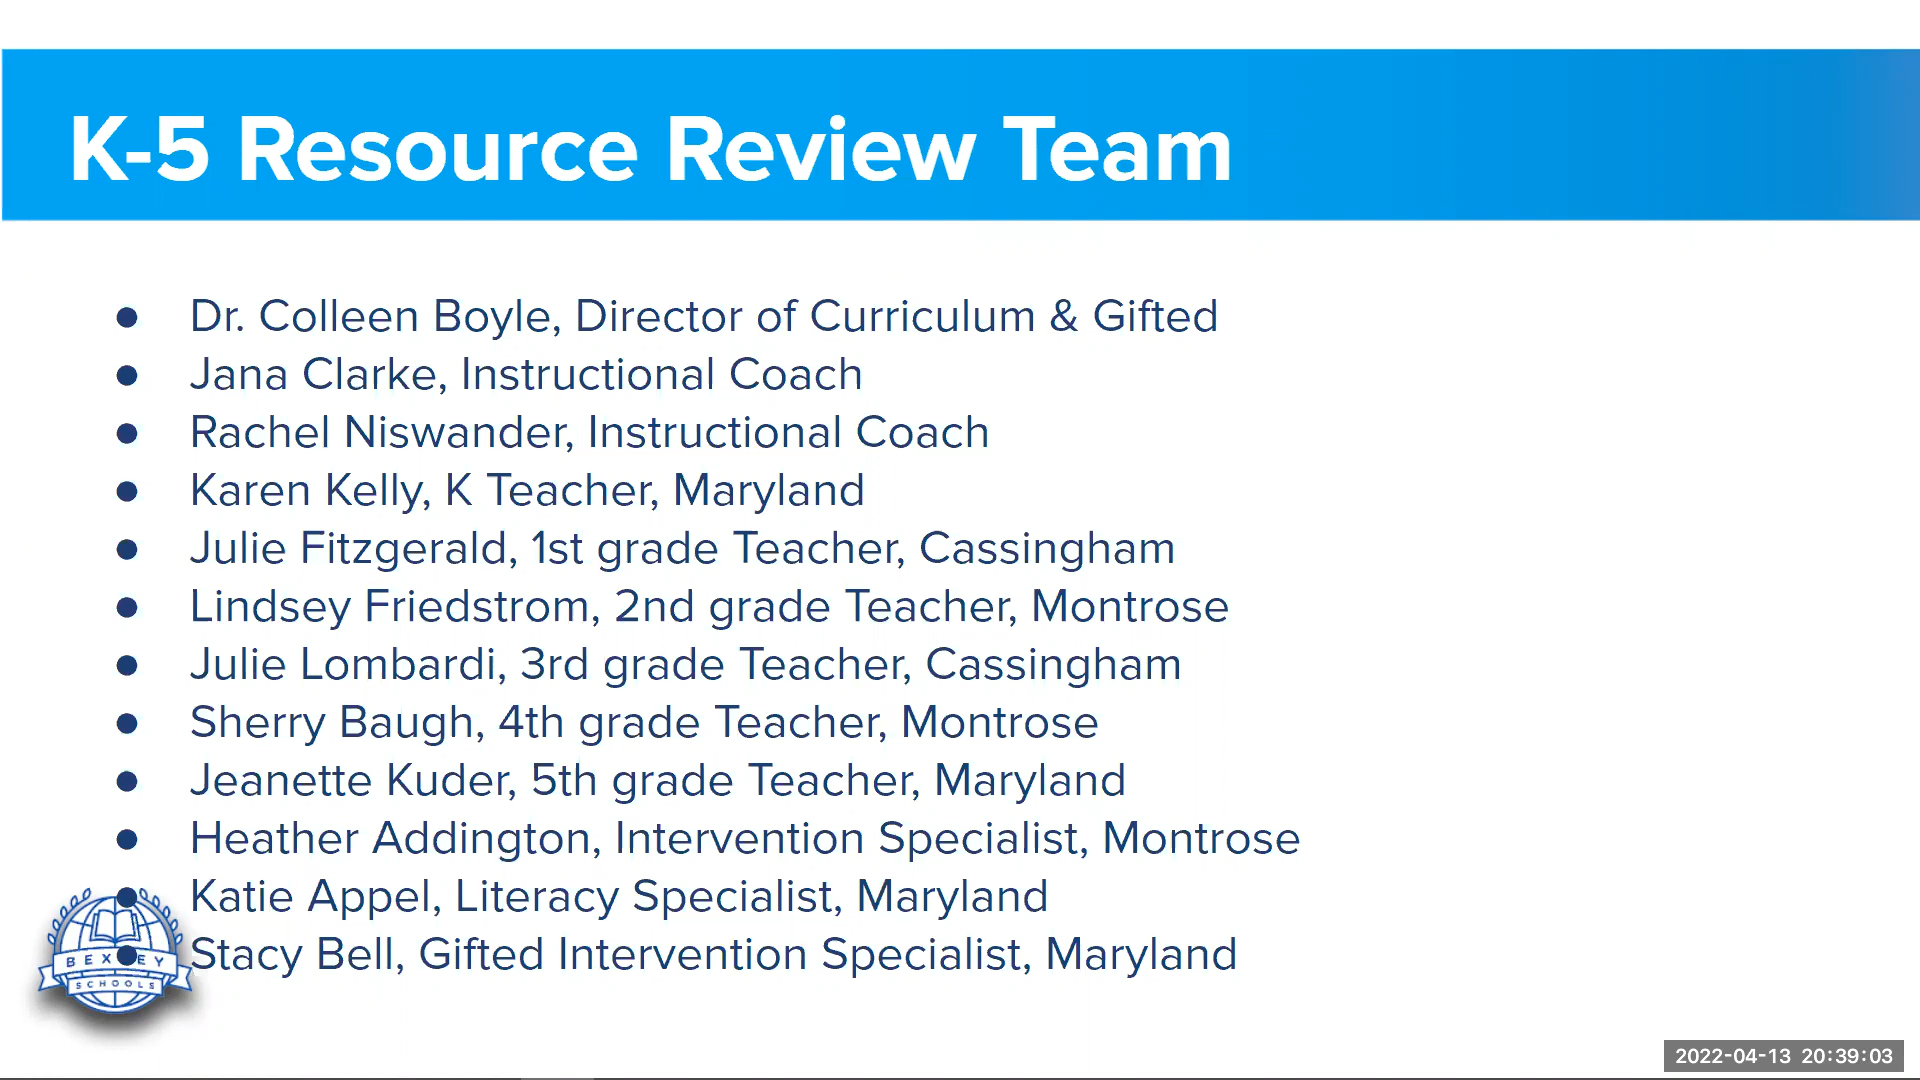 K-5 Resource Review Team
● Dr. Colleen Boyle, Director of Curriculum & Gifted
● Jana Clarke, Instructional Coach
● Rachel Niswander, Instructional Coach
● Karen Kelly, K Teacher, Maryland
● Julie Fitzgerald, 1st grade Teacher, Cassingham
● Lindsey Friedstrom, 2nd grade Teacher, Montrose
● Julie Lombardi, 3rd grade Teacher, Cassingham
● Sherry Baugh, 4th grade Teacher, Montrose
● Jeanette Kuder, 5th grade Teacher, Maryland
● Heather Addington, Intervention Specialist, Montrose
● Katie Appel, Literacy Specialist, Maryland
● Stacy Bell, Gifted Intervention Specialist, Maryland
BEXLEY
SCHOOLS
2022-04-13 20:39:03